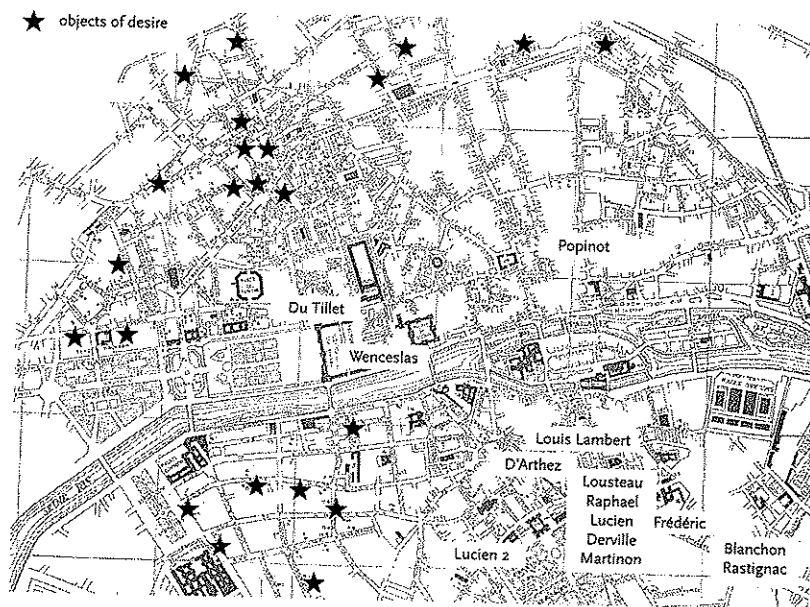 objects of desire
Popinot
Du Tillet
Wenceslas
Louis Lambert
D'Arthez
Lousteau
Raphael
Lucien
Derville
Martinon
Frédéric
Lucien 2
Blanchon
Rastignac